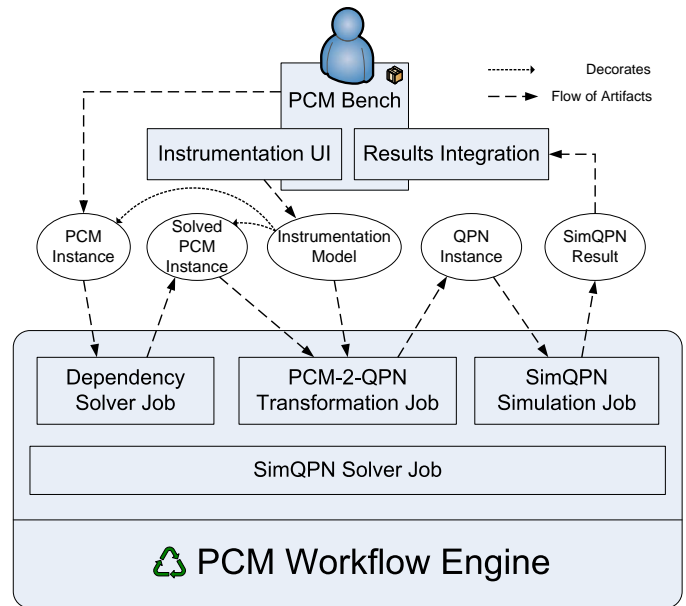 Decorates
Flow of Artifacts
PCM Bench
Instrumentation UI
Results Integration
PCM
Instance
Solved
PCM
Instance
Instrumentation
Model
QPN
Instance
SimQPN
Result
Dependency
Solver Job
PCM-2-QPN
Transformation Job
SimQPN
Simulation Job
SimQPN Solver Job
PCM Workflow Engine